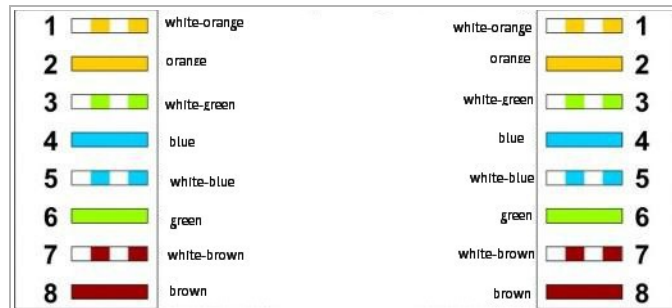 1 white-orange white-orange 1
2 orange orange 2
3 white-green white-green 3
4 blue blue 4
5 white-blue white-blue 5
6 green green 6
7 white-brown white-brown 7
8 brown brown 8